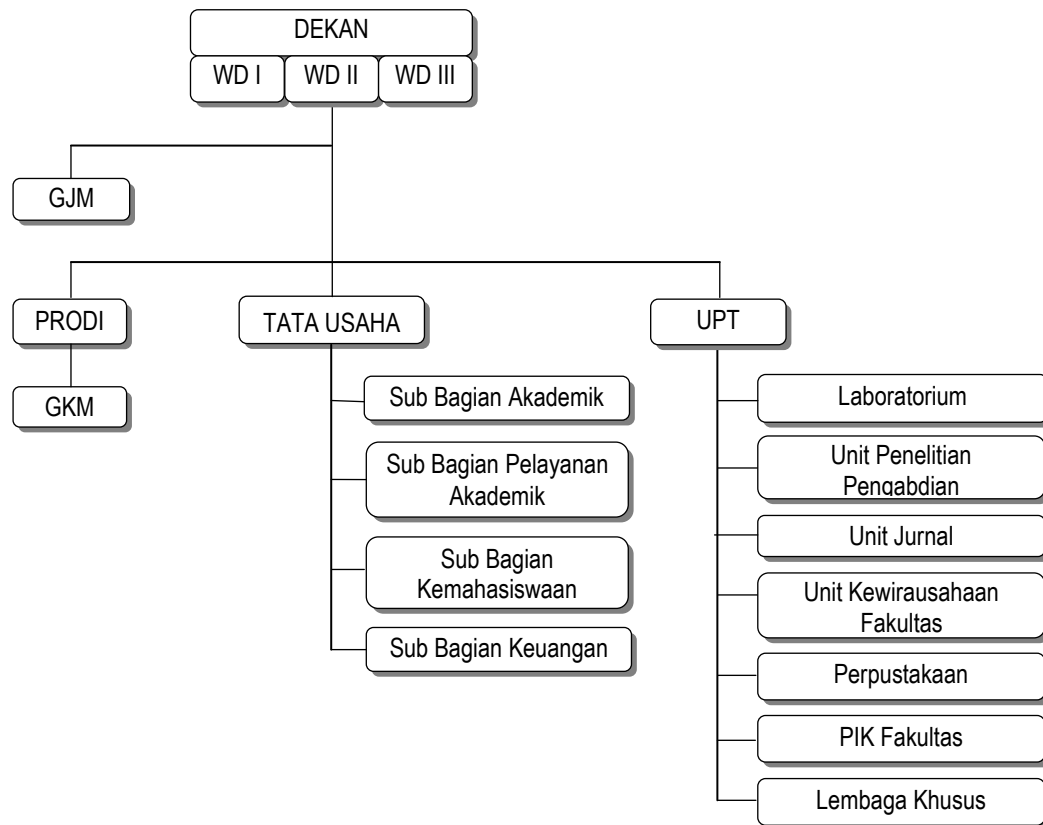 DEKAN
WD I
WD II
WD III
GJM
PRODI
TATA USAHA
UPT
GKM
Sub Bagian Akademik
Sub Bagian Pelayanan
Akademik
Sub Bagian
Kemahasiswaan
Sub Bagian Keuangan
Laboratorium
Unit Penelitian
Pengabdian
Unit Jurnal
Unit Kewirausahaan
Fakultas
Perpustakaan
PIK Fakultas
Lembaga Khusus